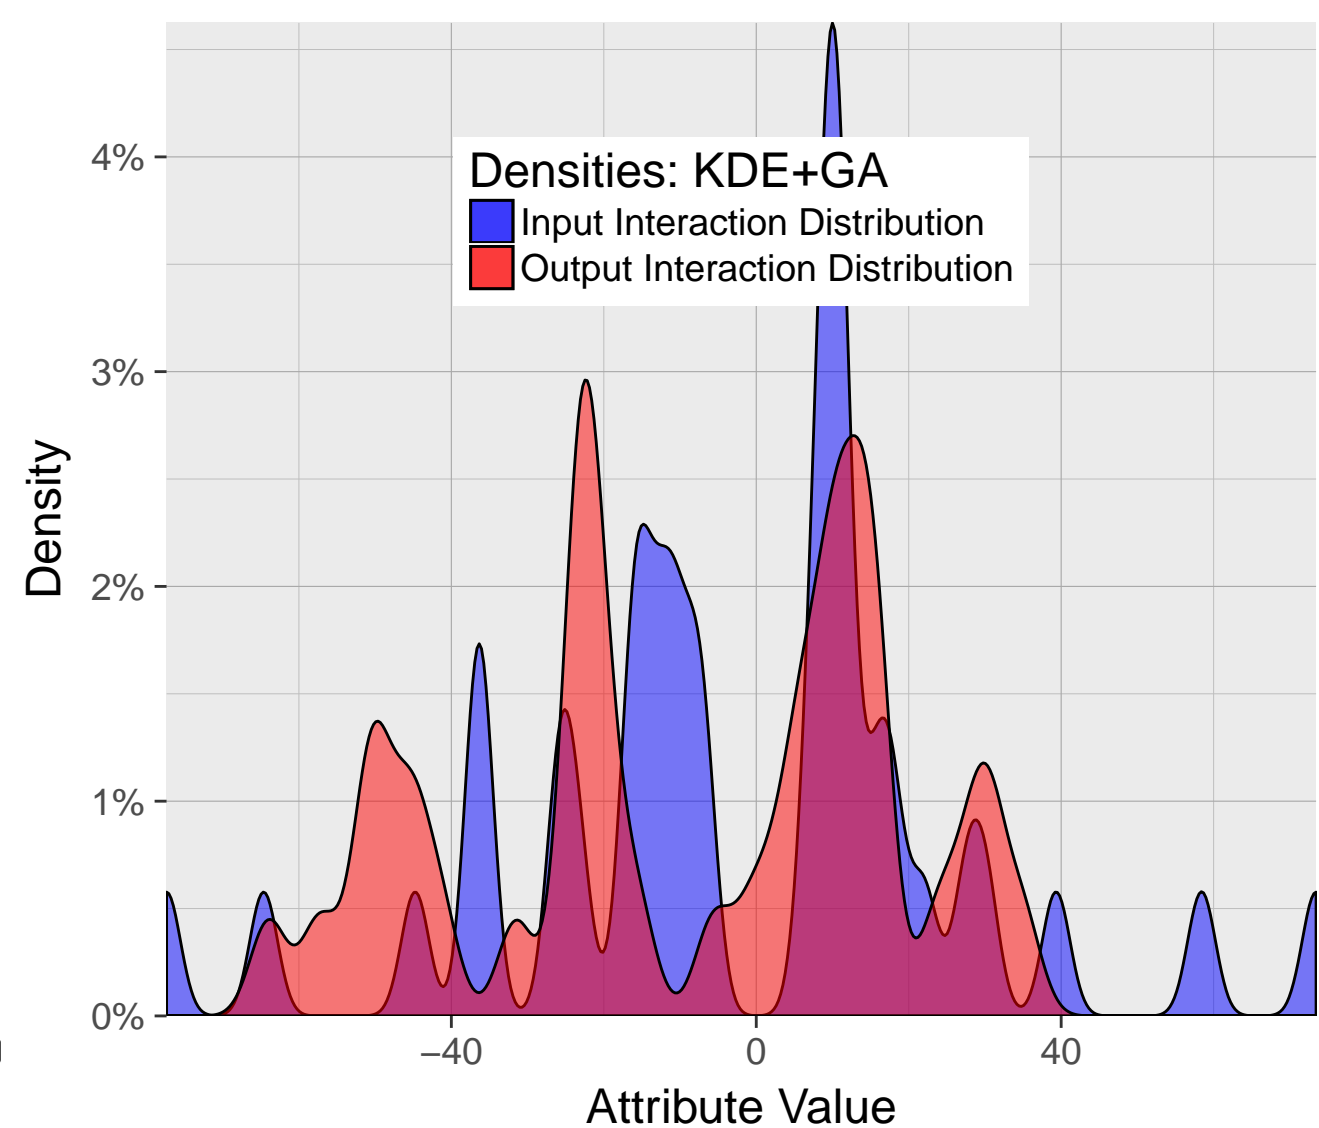 Densities: KDE+GA
Input Interaction Distribution
Output Interaction Distribution
4%
3%
2%
1%
0%
Density
−40
0
40
Attribute Value